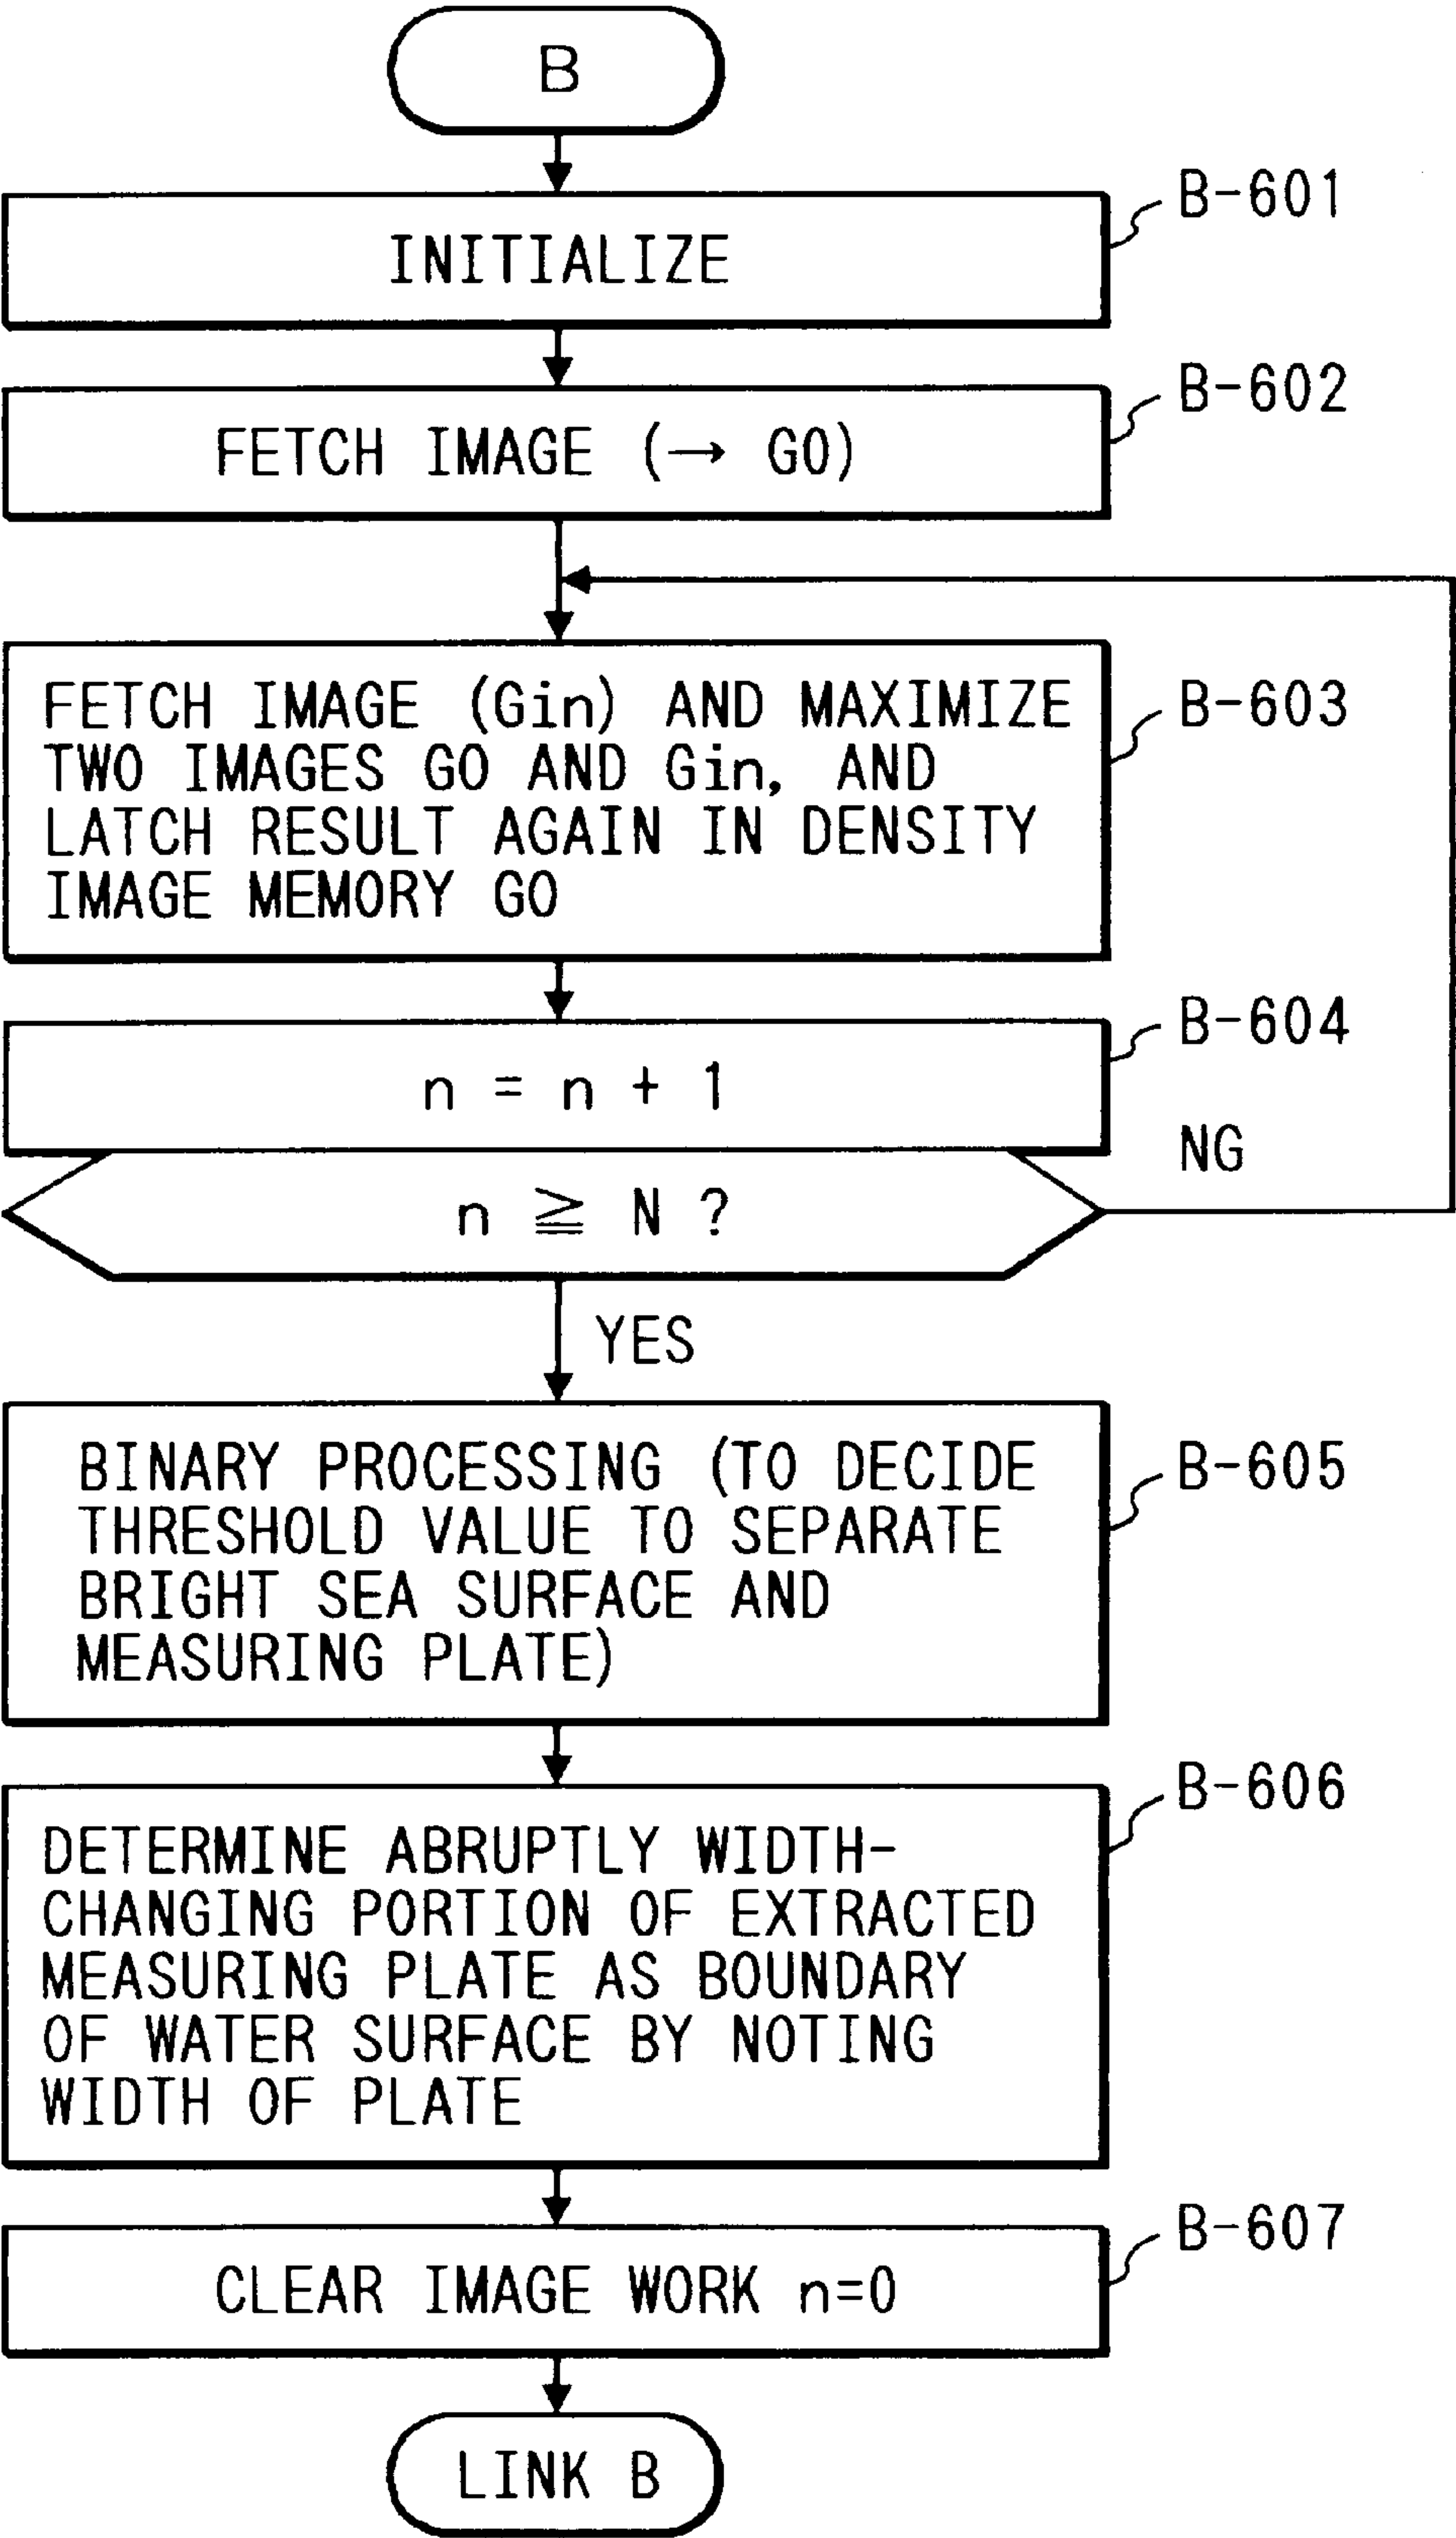 B
B-601
INITIALIZE
B-602
FETCH IMAGE (→ G0)
B-603
FETCH IMAGE (Gin) AND MAXIMIZE
TWO IMAGES G0 AND Gin, AND
LATCH RESULT AGAIN IN DENSITY
IMAGE MEMORY G0
B-604
n = n + 1
NG
n ≧ N ?
YES
B-605
BINARY PROCESSING (TO DECIDE
THRESHOLD VALUE TO SEPARATE
BRIGHT SEA SURFACE AND
MEASURING PLATE)
B-606
DETERMINE ABRUPTLY WIDTH-
CHANGING PORTION OF EXTRACTED
MEASURING PLATE AS BOUNDARY
OF WATER SURFACE BY NOTING
WIDTH OF PLATE
B-607
CLEAR IMAGE WORK n=0
LINK B